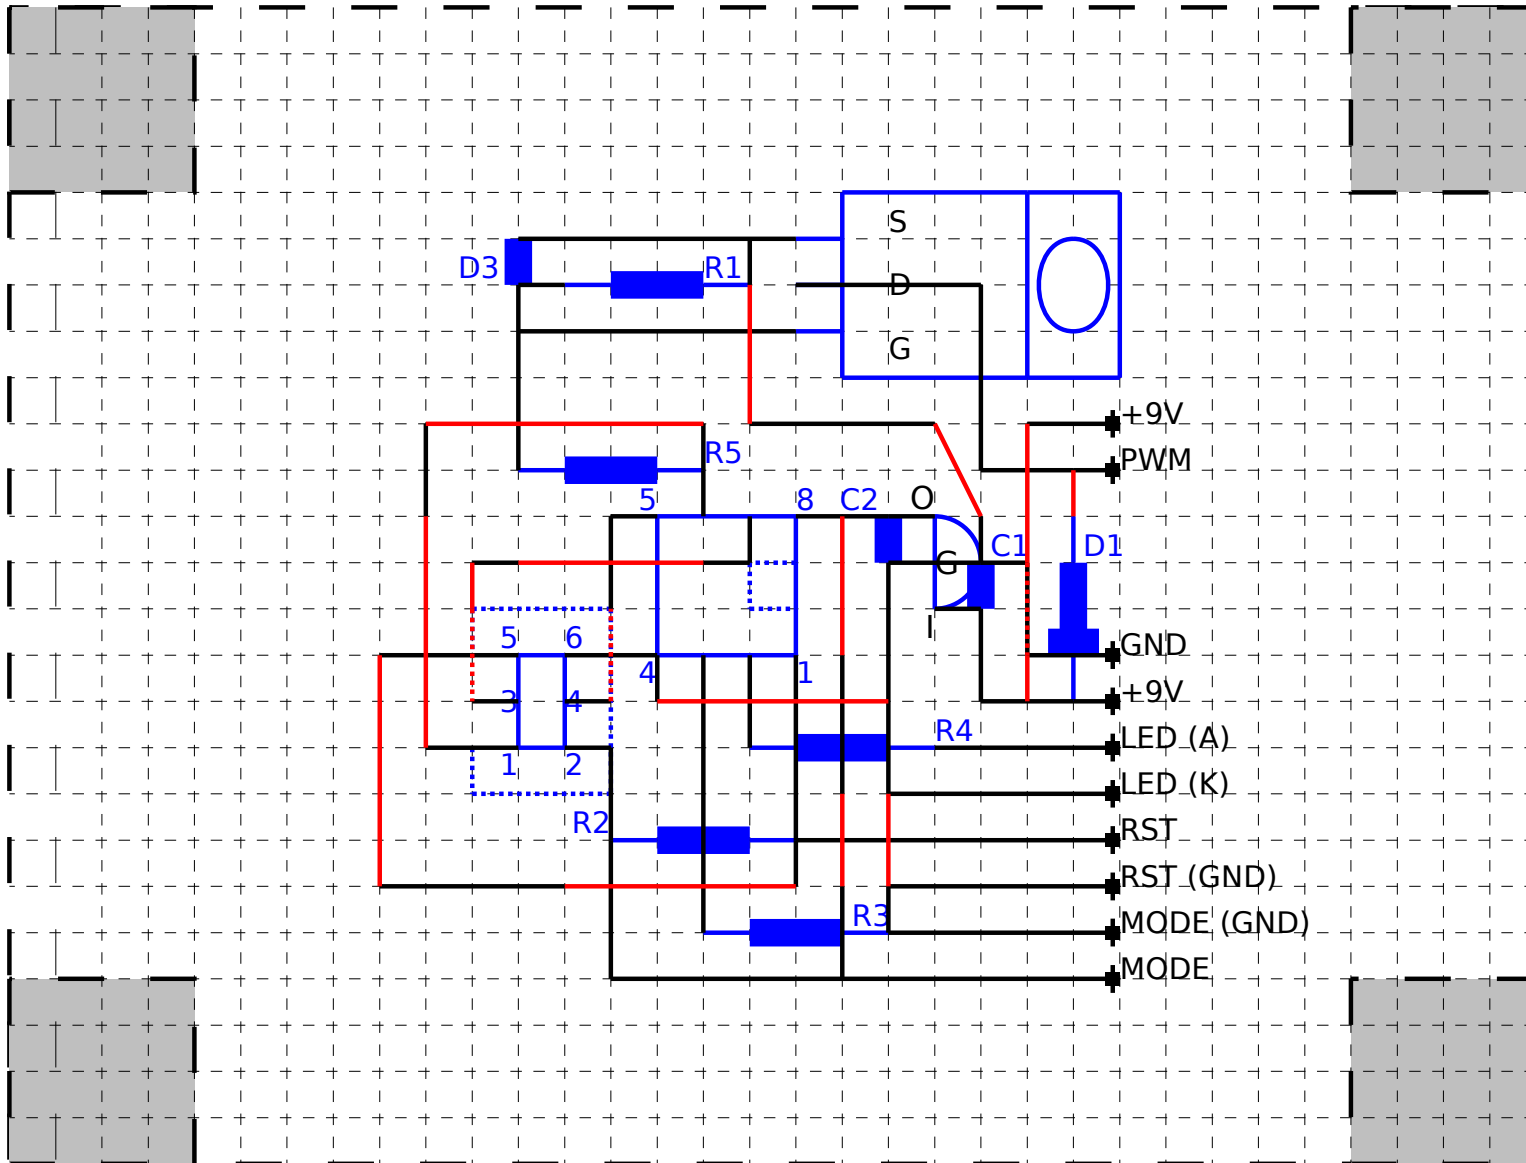 S
D3 R1
D
G
+9V
R5 PWM
5 8 C2 O
G C1 D1
5 6 I GND
4 1
3 4 +9V
R4 LED (A)
1 2
LED (K)
R2 RST
RST (GND)
R3 MODE (GND)
MODE